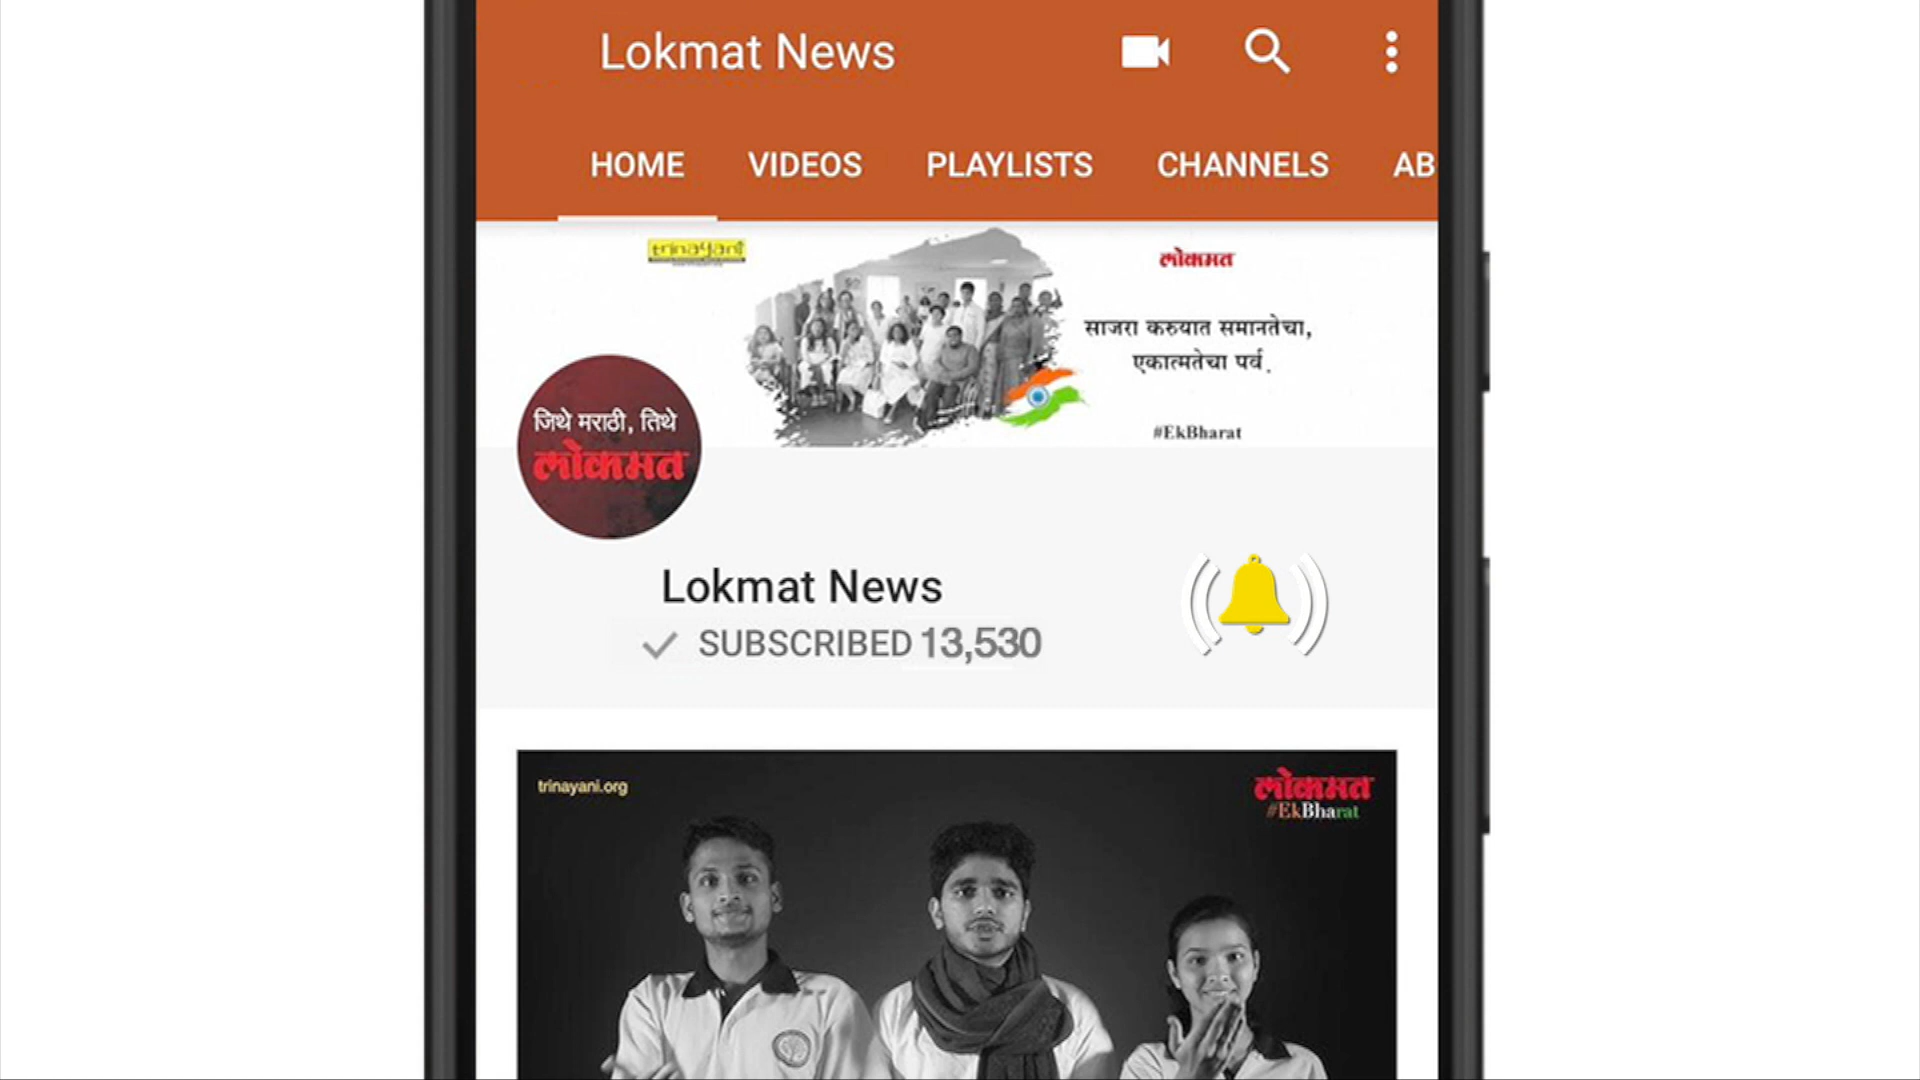 Lokmat News
HOME VIDEOS PLAYLISTS CHANNELS AB
trinayani
लोकमत
साजरा करुयात समानतेचा,
एकात्मतेचा पर्व.
#EkBharat
जिथे मराठी, तिथे
लोकमत
Lokmat News
SUBSCRIBED 13,530
trinayani.org
लोकमत
#EkBharat